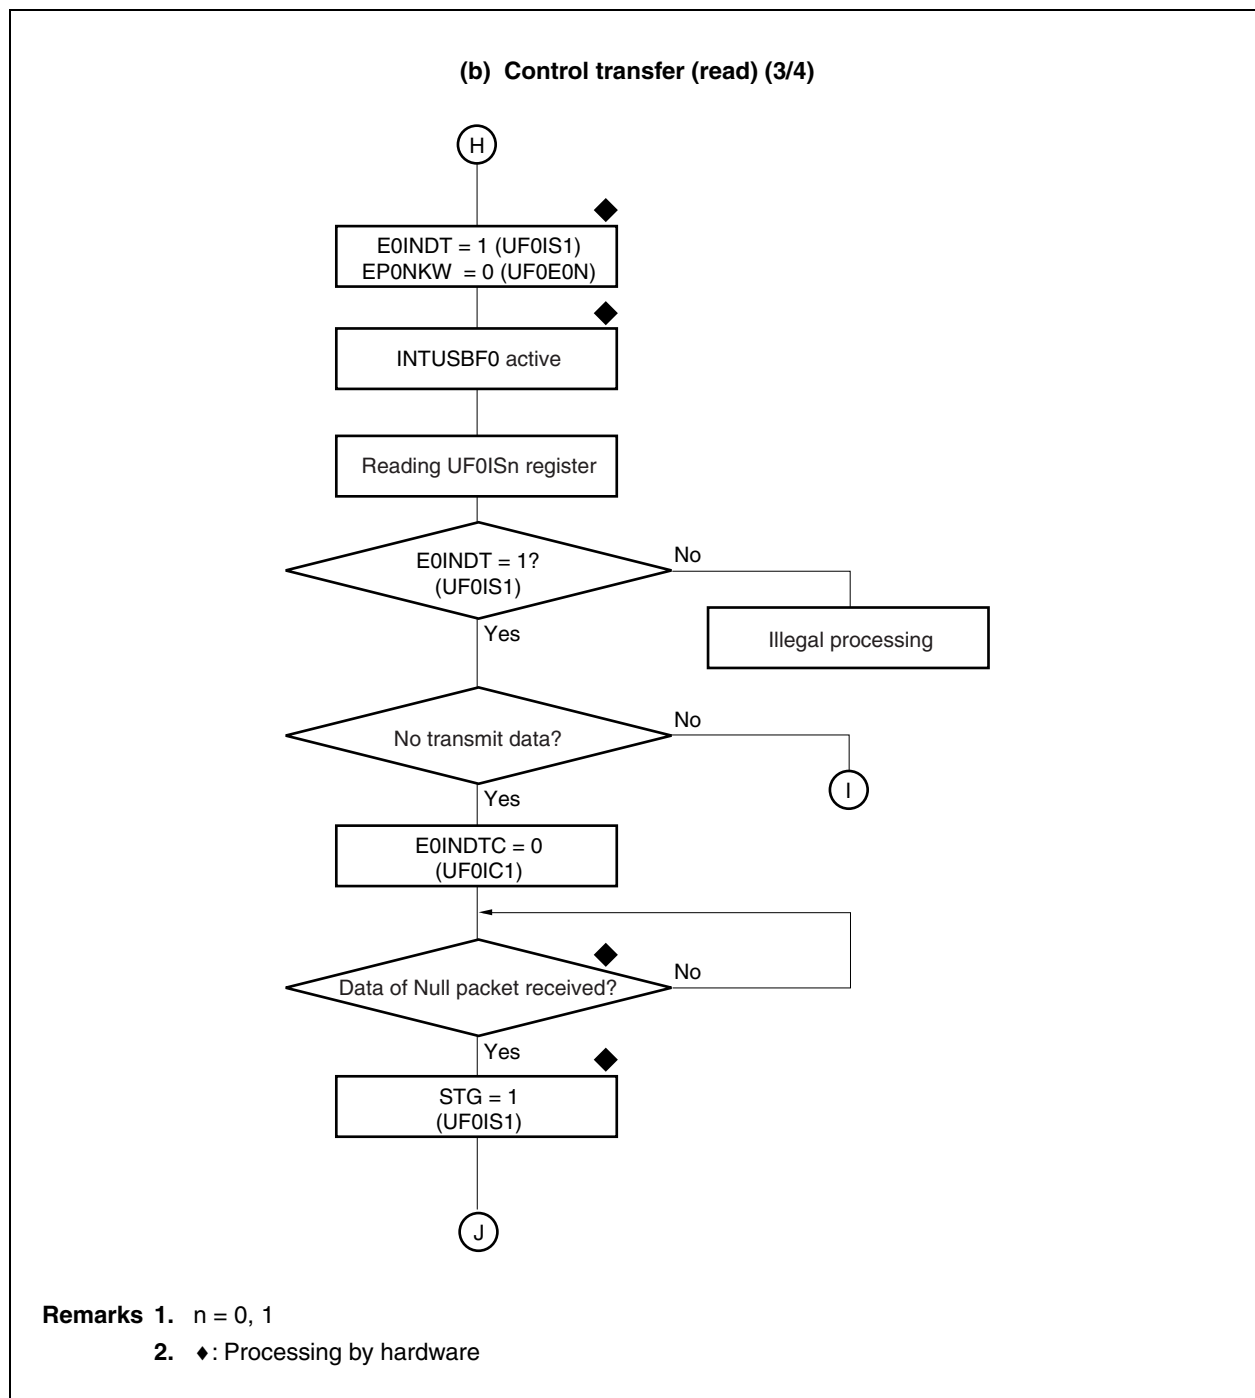 (b) Control transfer (read) (3/4)
H
E0INDT = 1 (UF0IS1)
EP0NKW = 0 (UF0E0N)
INTUSBF0 active
Reading UF0ISn register
E0INDT = 1?
(UF0IS1)
No
Yes
Illegal processing
No transmit data?
No
Yes
I
E0INDTC = 0
(UF0IC1)
Data of Null packet received?
No
Yes
STG = 1
(UF0IS1)
J
Remarks 1. n = 0, 1
2. ♦: Processing by hardware